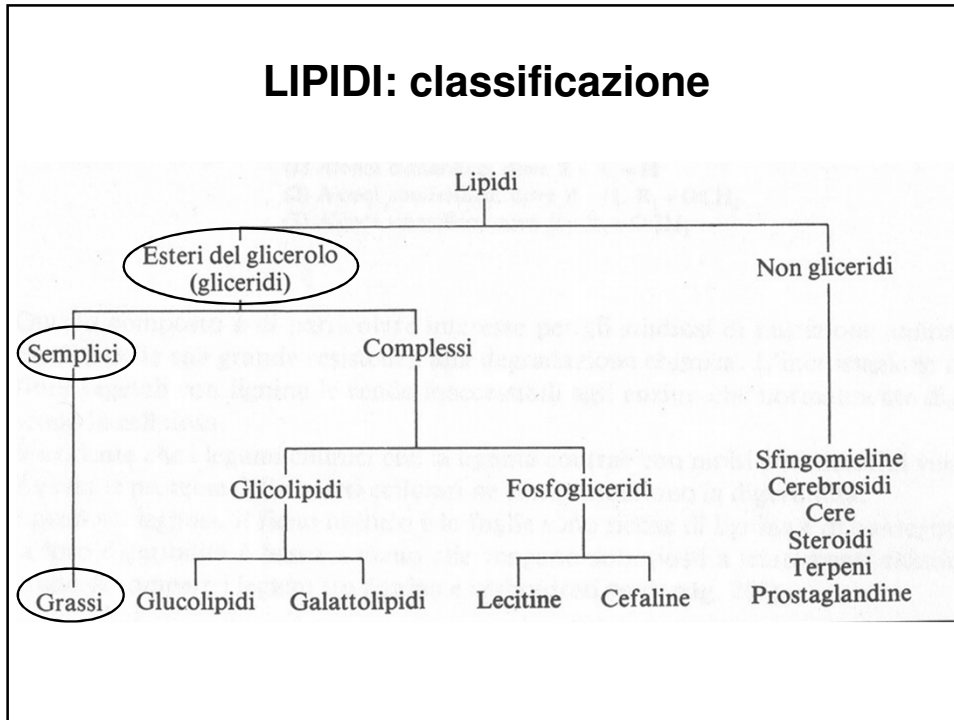 LIPIDI: classificazione
Lipidi
Esteri del glicerolo
(gliceridi)
Non gliceridi
Semplici
Complessi
Glicolipidi
Fosfogliceridi
Sfingomieline
Cerebrosidi
Cere
Steroidi
Terpeni
Prostaglandine
Grassi
Glucolipidi
Galattolipidi
Lecitine
Cefaline